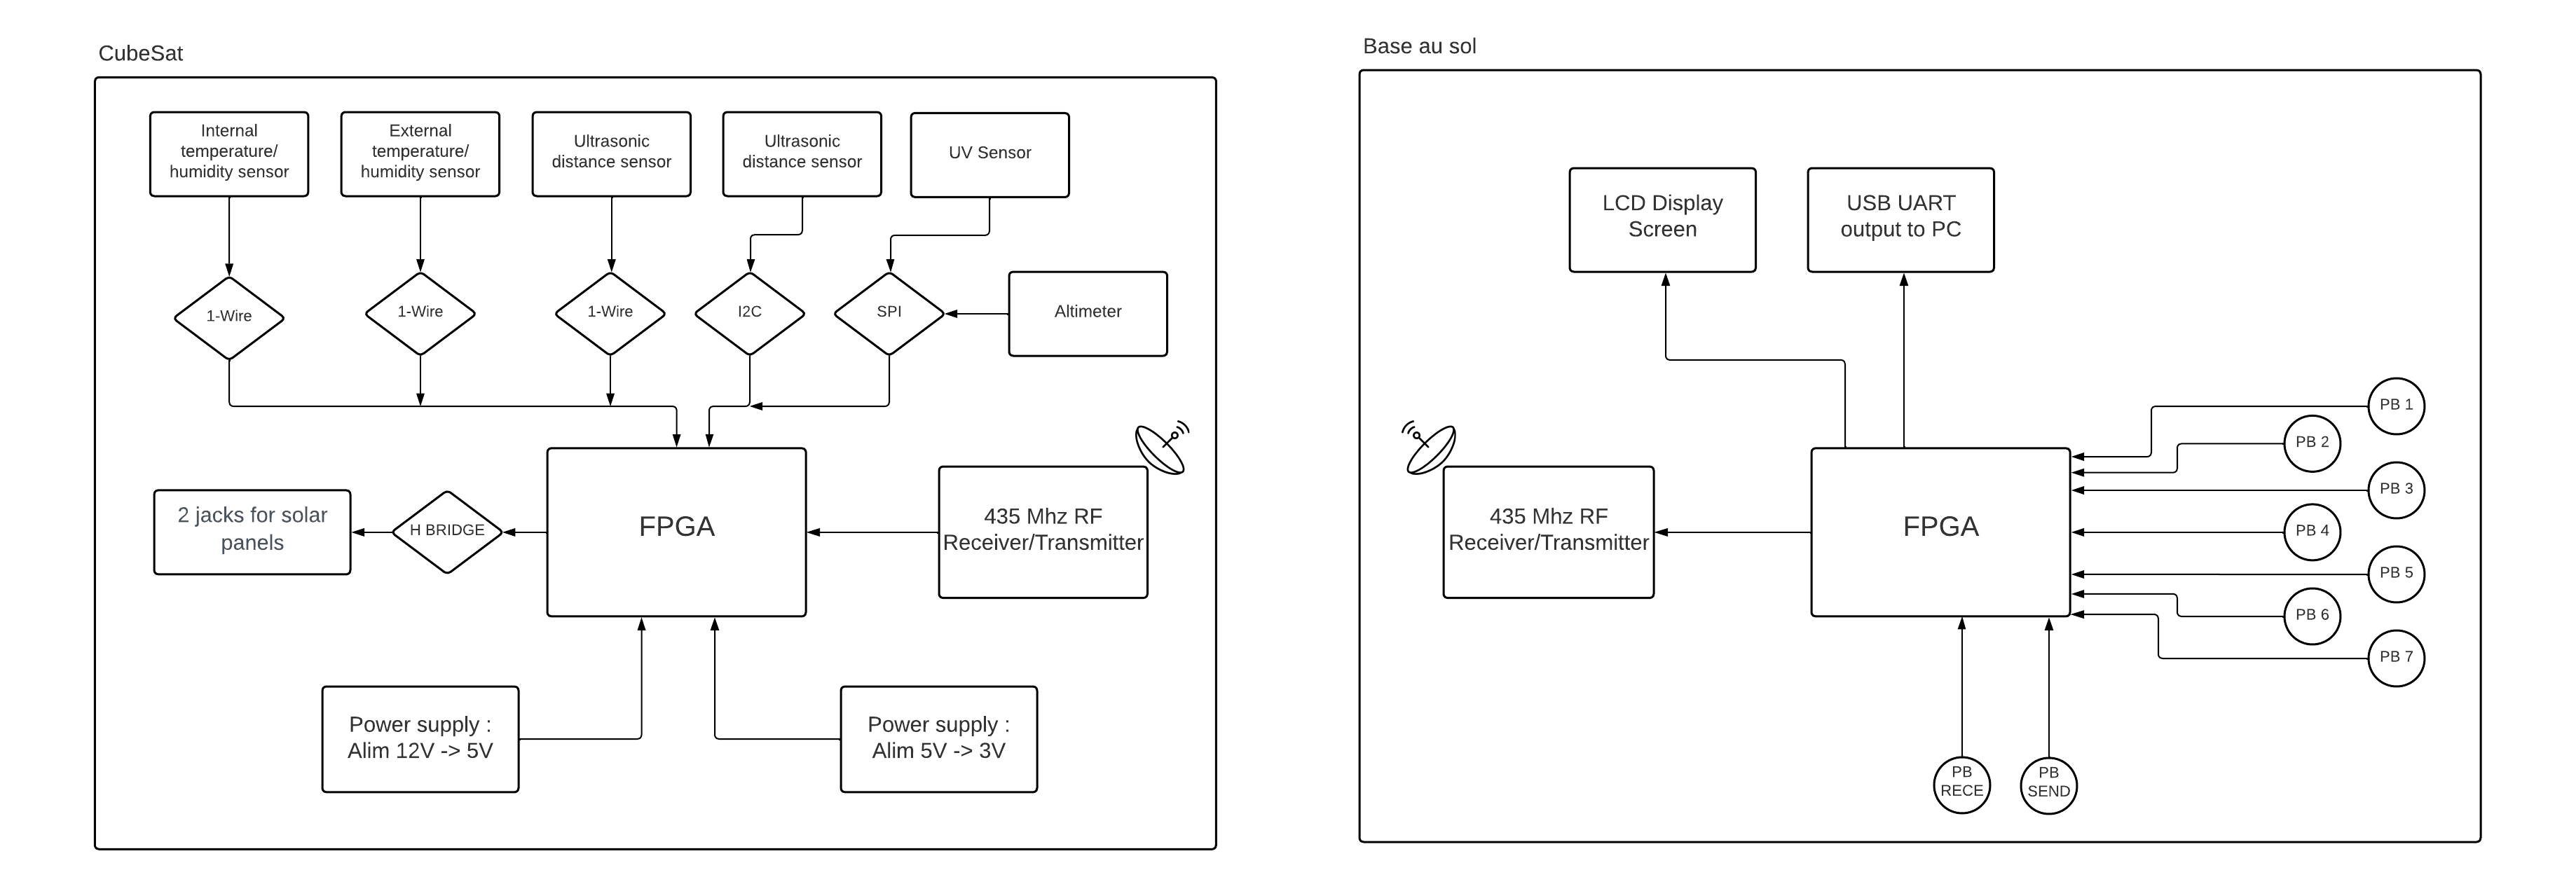 CubeSat
Internal
temperature/
humidity sensor
External
temperature/
humidity sensor
Ultrasonic
distance sensor
Ultrasonic
distance sensor
UV Sensor
1-Wire
1-Wire
1-Wire
I2C
SPI
Altimeter
2 jacks for solar
panels
H BRIDGE
FPGA
435 Mhz RF
Receiver/Transmitter
Power supply :
Alim 12V -> 5V
Power supply :
Alim 5V -> 3V
Base au sol
LCD Display
Screen
USB UART
output to PC
435 Mhz RF
Receiver/Transmitter
FPGA
PB 1
PB 2
PB 3
PB 4
PB 5
PB 6
PB 7
PB
RECE
PB
SEND